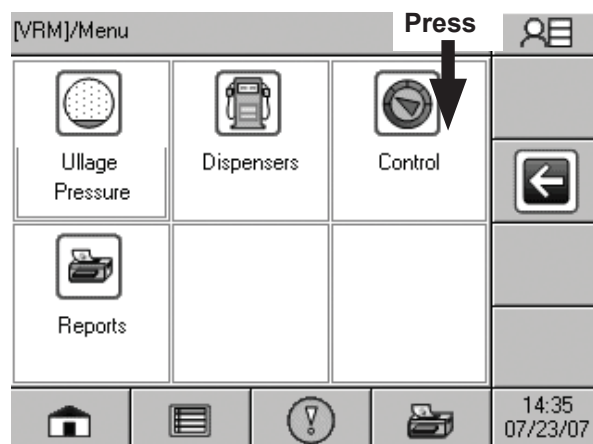 [VRM]/Menu
Press
Ullage
Pressure
Dispensers
Control
Reports
14:35
07/23/07